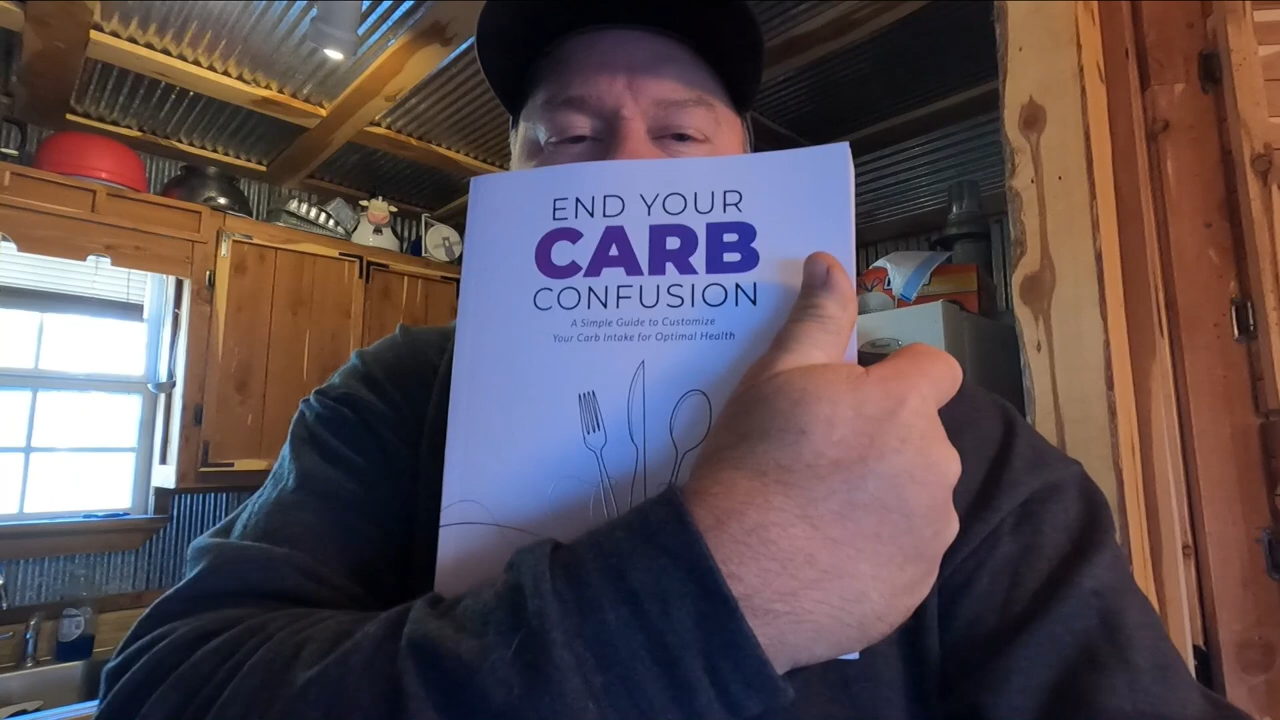 END YOUR
CARB
CONFUSION
A Simple Guide to Customize
Your Carb Intake for Optimal Health